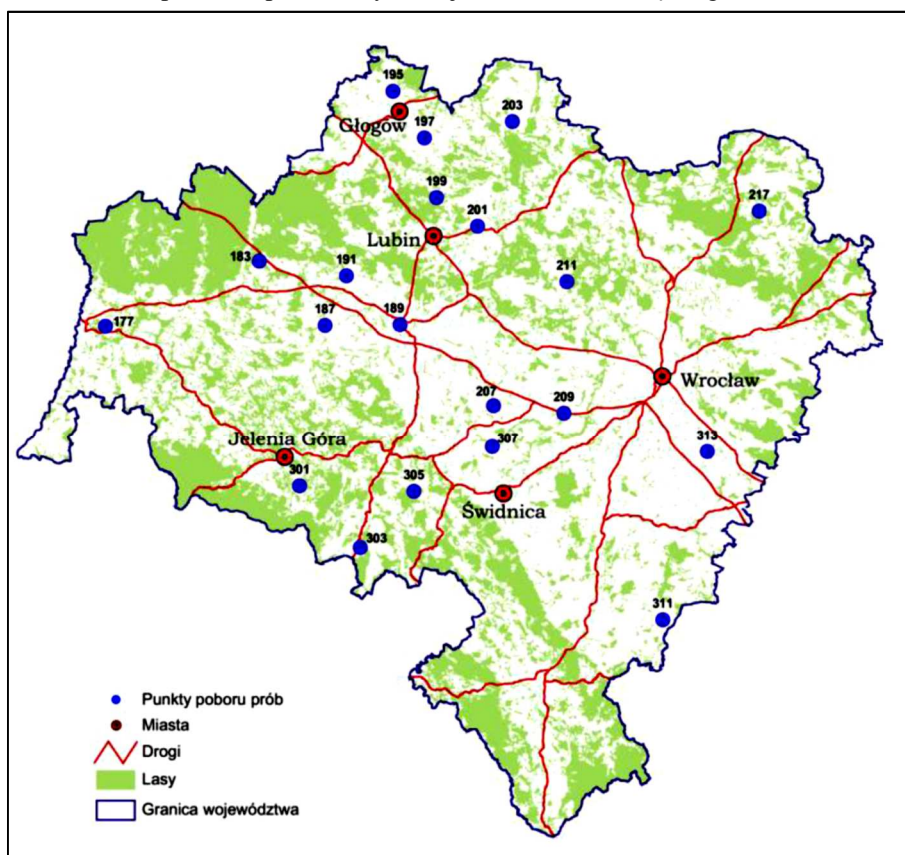 195
Głogów
203
197
199
201
217
Lubin
183
191
211
177
187
189
Wrocław
207
209
Jelenia Góra
307
313
301
305
Świdnica
303
311
Punkty poboru prób
Miasta
Drogi
Lasy
Granica województwa